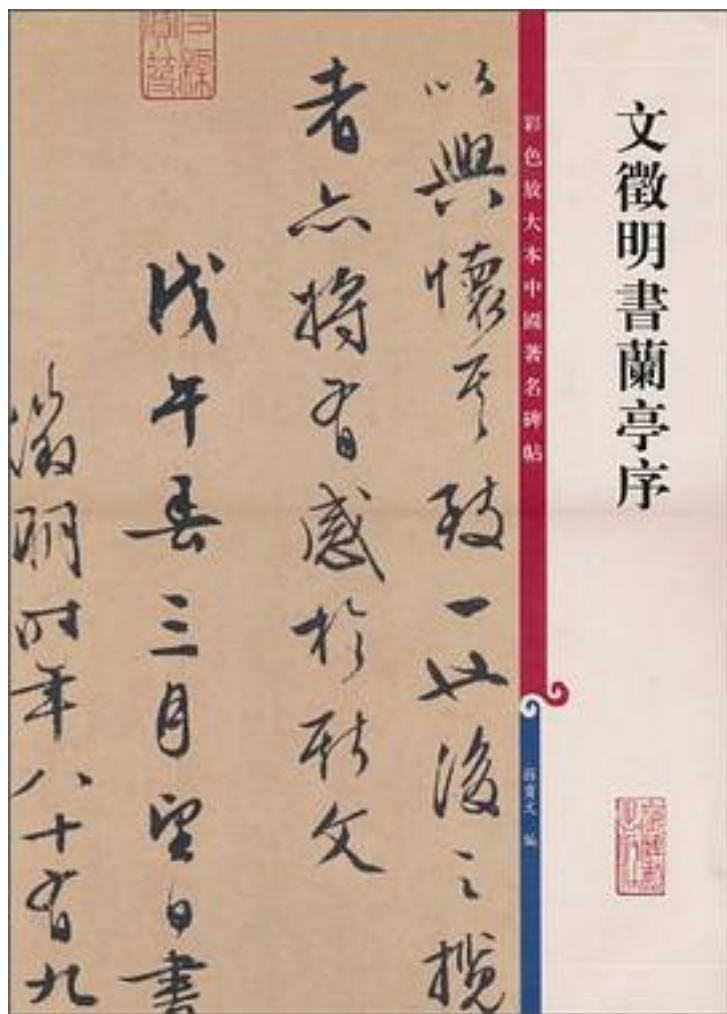 文徵明書蘭亭序
彩色放大本中國著名碑帖
孫寶文 編
以興懷其致一也後之攬
者亦將有感於斯文
戊午春三月望日書
徵明時年八十有九